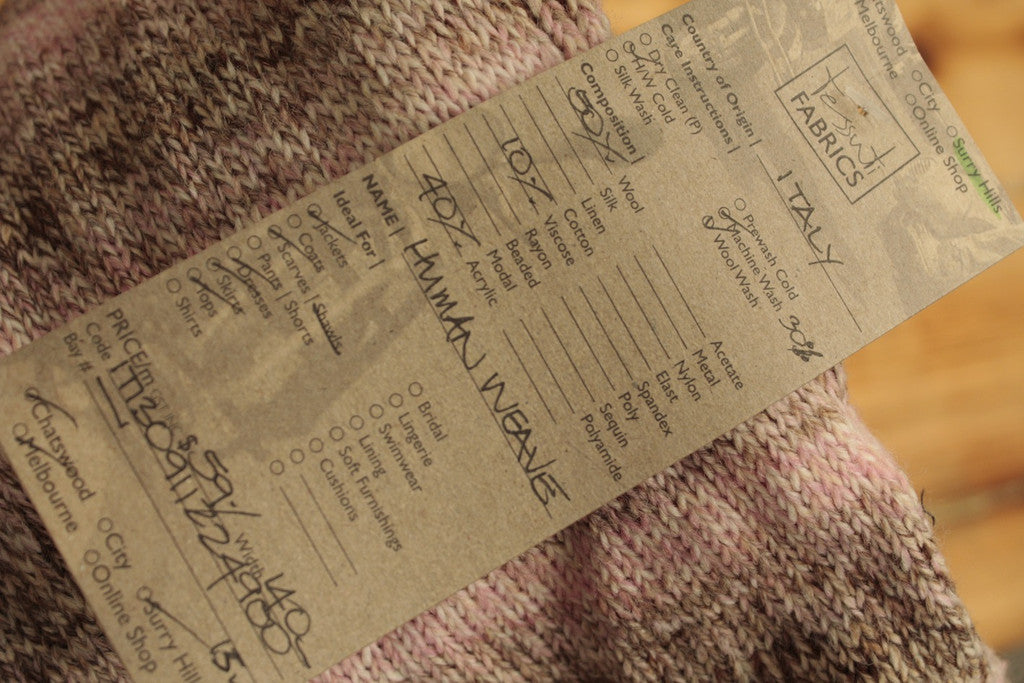 Chatswood
Melbourne
City
Online Shop
Surry Hills
Tessuti
FABRICS
Country of Origin | ITALY
Care Instructions |
Dry Clean (P)
H/W Cold
Silk Wash
Prewash Cold
Machine Wash 30°
Wool Wash
Composition |
50% Wool
Linen
Silk
Cotton
10% Viscose
Rayon
Beaded
Modal
40% Acrylic
Acetate
Metal
Nylon
Elast
Spandex
Poly
Sequin
Polyamide
NAME | HUMAN WEAVE
Ideal For |
Jackets
Coats
Scarves | Shawls
Pants | Shorts
Dresses
Skirts
Tops
Shirts
Bridal
Lingerie
Swimwear
Lining
Soft Furnishings
Cushions
PRICE/m $59/ Width 140
Code
Buy #
Chatswood
Melbourne
City
Online Shop
Surry Hill